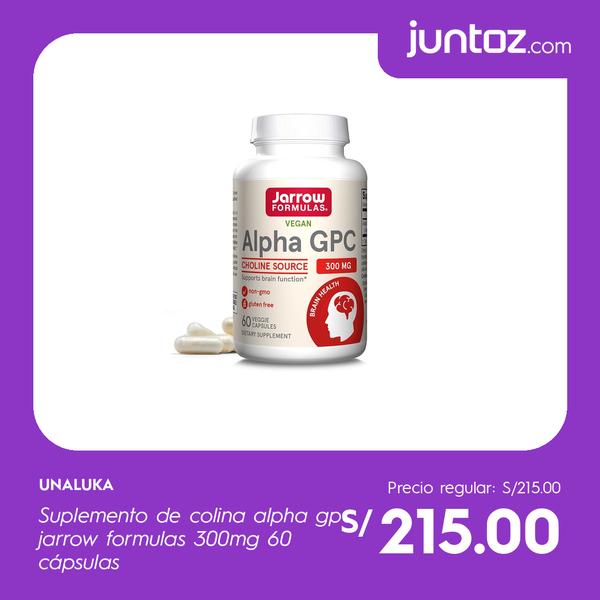 juntoz.com
Jarrow
FORMULAS®
VEGAN
Alpha GPC
CHOLINE SOURCE 300 MG
Supports brain function*
non-gmo
gluten free
BRAIN HEALTH
60 VEGGIE
CAPSULES
DIETARY SUPPLEMENT
UNALUKA
Suplemento de colina alpha gp
jarrow formulas 300mg 60
cápsulas
Precio regular: S/215.00
S/ 215.00